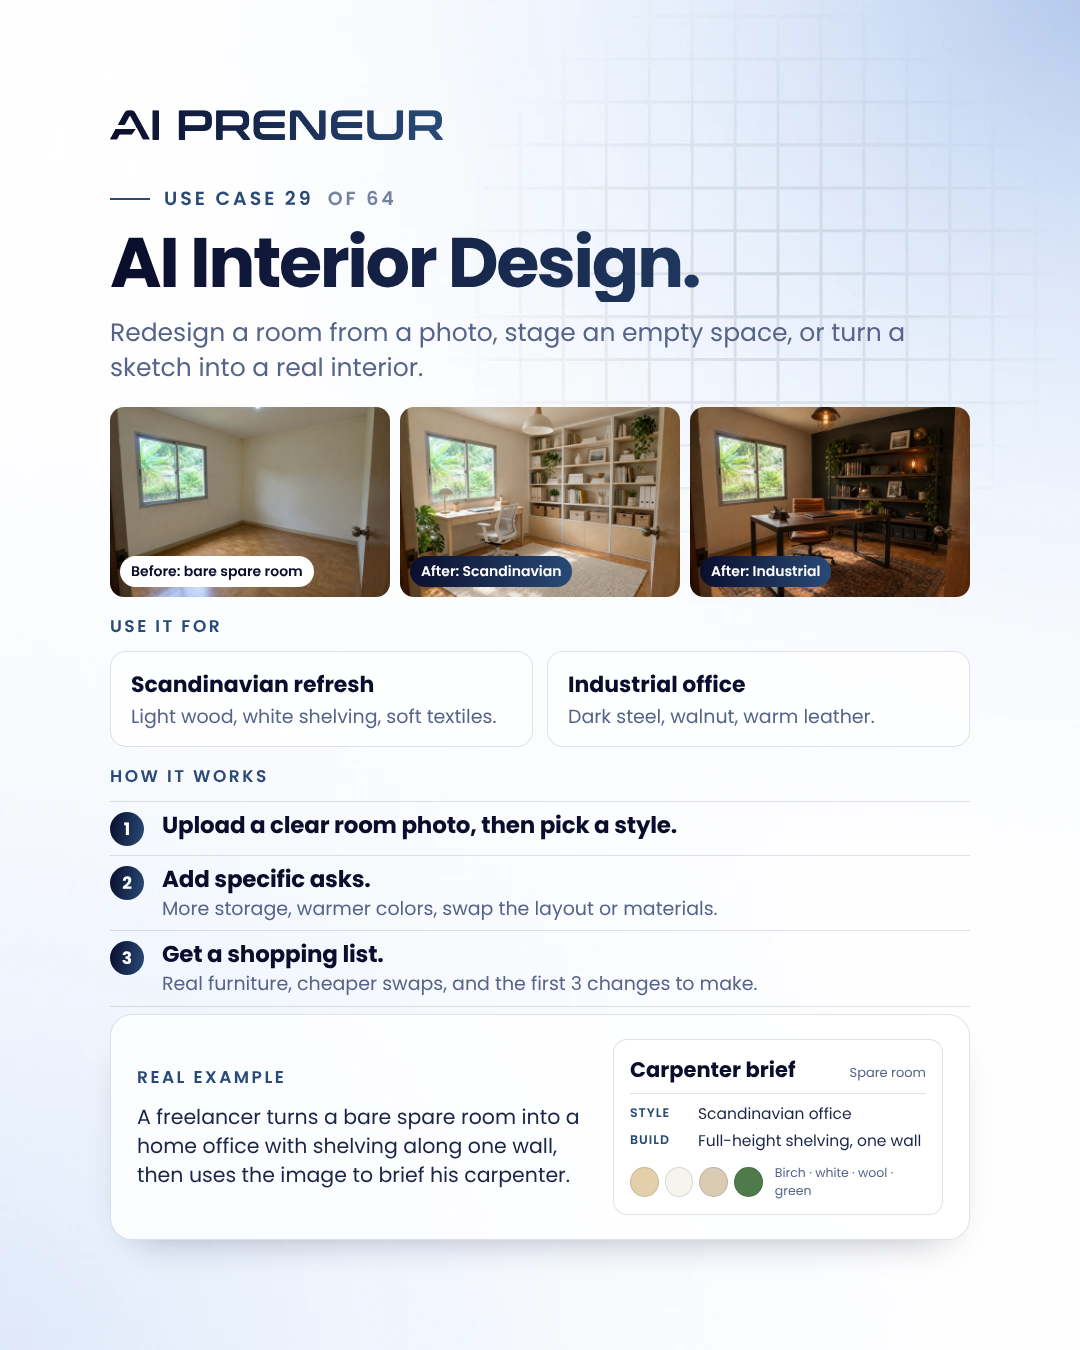 AI PRENEUR
USE CASE 29 OF 64
AI Interior Design.
Redesign a room from a photo, stage an empty space, or turn a
sketch into a real interior.
Before: bare spare room
After: Scandinavian
After: Industrial
USE IT FOR
Scandinavian refresh
Light wood, white shelving, soft textiles.
Industrial office
Dark steel, walnut, warm leather.
HOW IT WORKS
1 Upload a clear room photo, then pick a style.
2 Add specific asks.
More storage, warmer colors, swap the layout or materials.
3 Get a shopping list.
Real furniture, cheaper swaps, and the first 3 changes to make.
REAL EXAMPLE
A freelancer turns a bare spare room into a
home office with shelving along one wall,
then uses the image to brief his carpenter.
Carpenter brief Spare room
STYLE Scandinavian office
BUILD Full-height shelving, one wall
Birch · white · wool ·
green